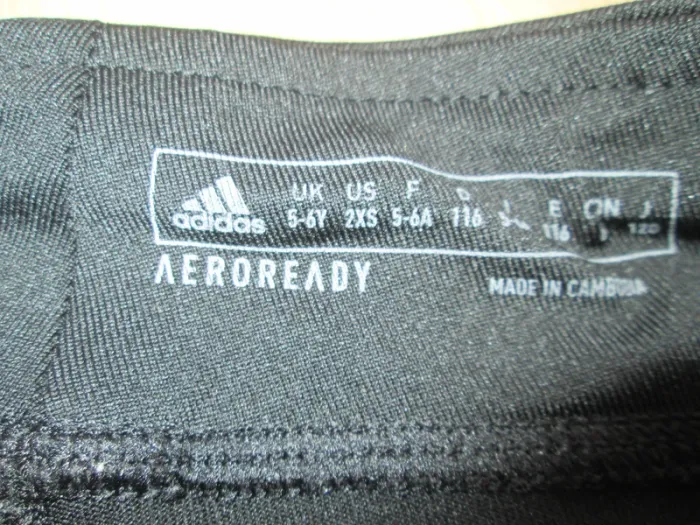 UK US F D E CN J
adidas 5-6Y 2XS 5-6A 116 116 120
AEROREADY
MADE IN CAMBODIA